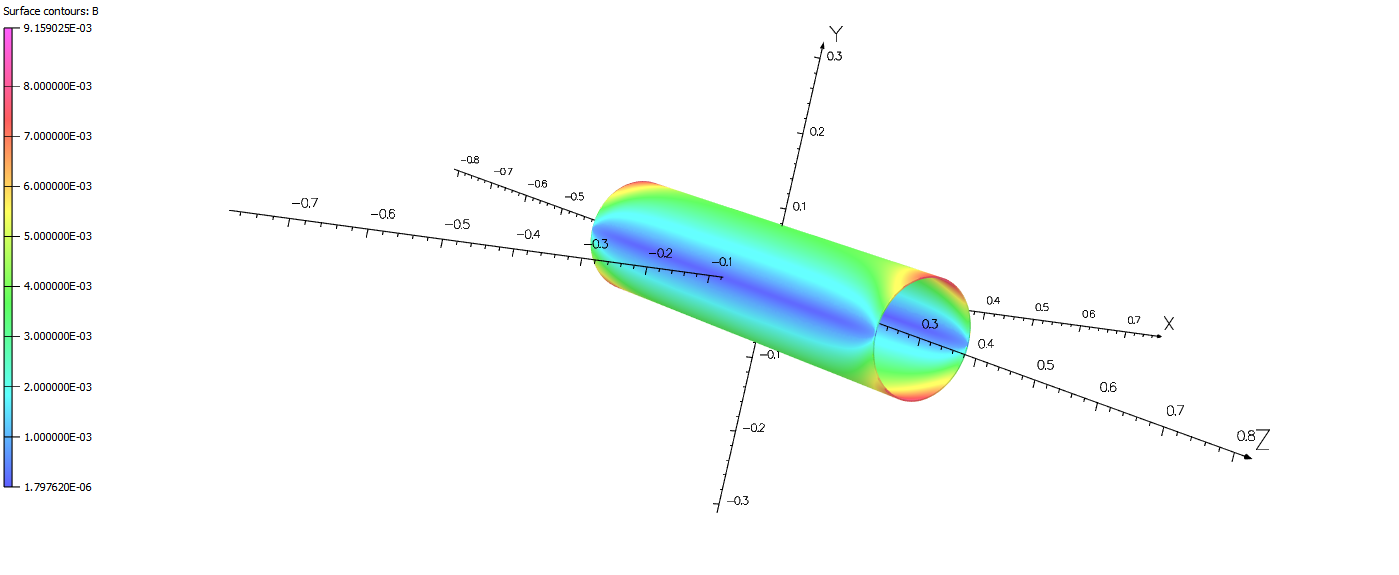 Surface contours: B
9.159025E-03
8.000000E-03
7.000000E-03
6.000000E-03
5.000000E-03
4.000000E-03
3.000000E-03
2.000000E-03
1.000000E-03
1.797620E-06
Y
0.3
0.2
0.1
-0.1
-0.2
-0.3
-0.8
-0.7
-0.6
-0.5
-0.7
-0.6
-0.5
-0.4
-0.3
-0.2
-0.1
0.4
0.5
0.6
0.7
X
0.3
0.4
0.5
0.6
0.7
0.8
Z